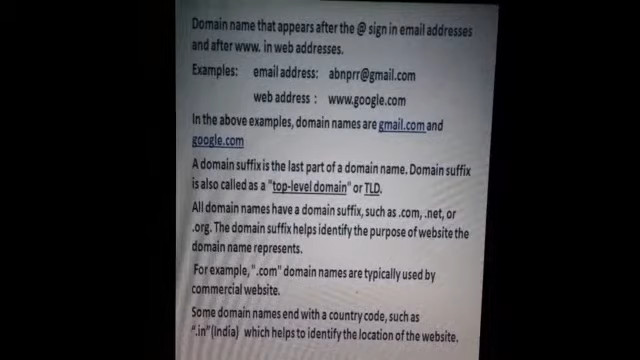 Domain name that appears after the @ sign in email addresses
and after www. in web addresses.
Examples: email address: abnprr@gmail.com
web address : www.google.com
In the above examples, domain names are gmail.com and
google.com
A domain suffix is the last part of a domain name. Domain suffix
is also called as a "top-level domain" or TLD.
All domain names have a domain suffix, such as .com, .net, or
.org. The domain suffix helps identify the purpose of website the
domain name represents.
For example, ".com" domain names are typically used by
commercial website.
Some domain names end with a country code, such as
“.in”(India) which helps to identify the location of the website.